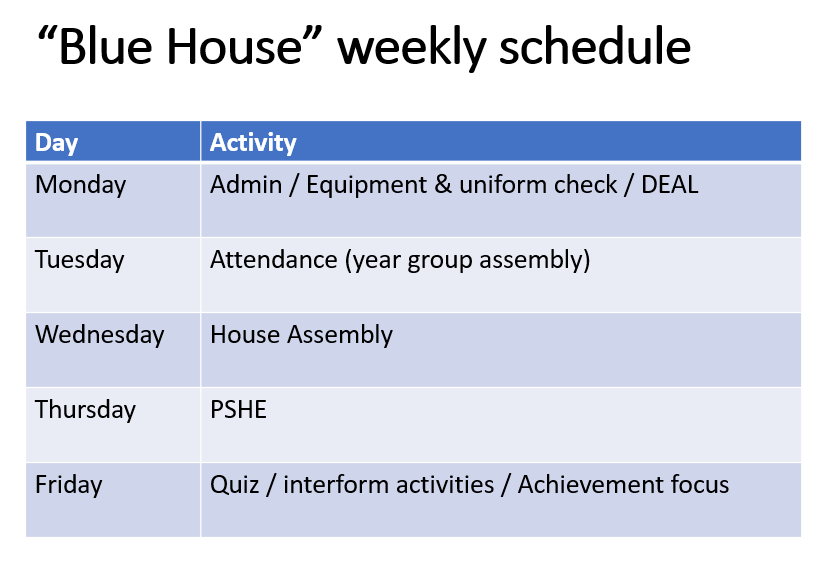 “Blue House” weekly schedule
Day Activity
Monday Admin / Equipment & uniform check / DEAL
Tuesday Attendance (year group assembly)
Wednesday House Assembly
Thursday PSHE
Friday Quiz / interform activities / Achievement focus